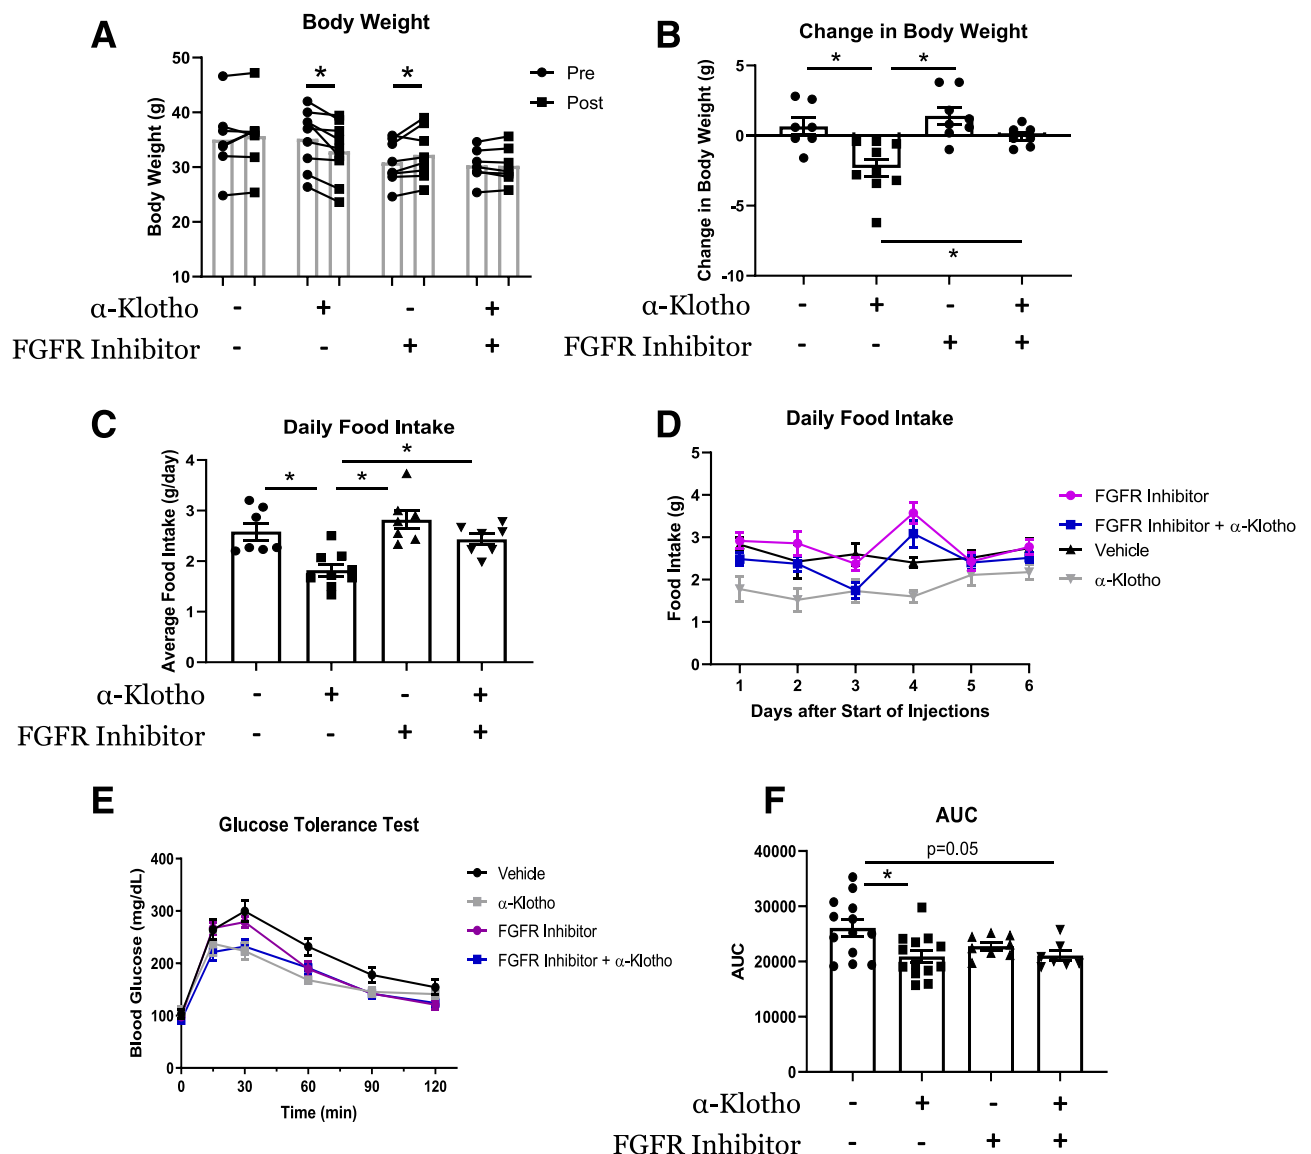 A
Body Weight
Body Weight (g)
50
40
30
20
10
*
*
Pre
Post
α-Klotho - + - +
FGFR Inhibitor - - + +
B
Change in Body Weight
Change in Body Weight (g)
5
0
-5
-10
*
*
*
α-Klotho - + - +
FGFR Inhibitor - - + +
C
Daily Food Intake
Average Food Intake (g/day)
4
3
2
1
0
*
*
*
α-Klotho - + - +
FGFR Inhibitor - - + +
D
Daily Food Intake
Food Intake (g)
5
4
3
2
1
0
1 2 3 4 5 6
Days after Start of Injections
FGFR Inhibitor
FGFR Inhibitor + α-Klotho
Vehicle
α-Klotho
E
Glucose Tolerance Test
Blood Glucose (mg/dL)
400
300
200
100
0
0 30 60 90 120
Time (min)
Vehicle
α-Klotho
FGFR Inhibitor
FGFR Inhibitor + α-Klotho
F
AUC
AUC
40000
30000
20000
10000
0
p=0.05
*
α-Klotho - + - +
FGFR Inhibitor - - + +